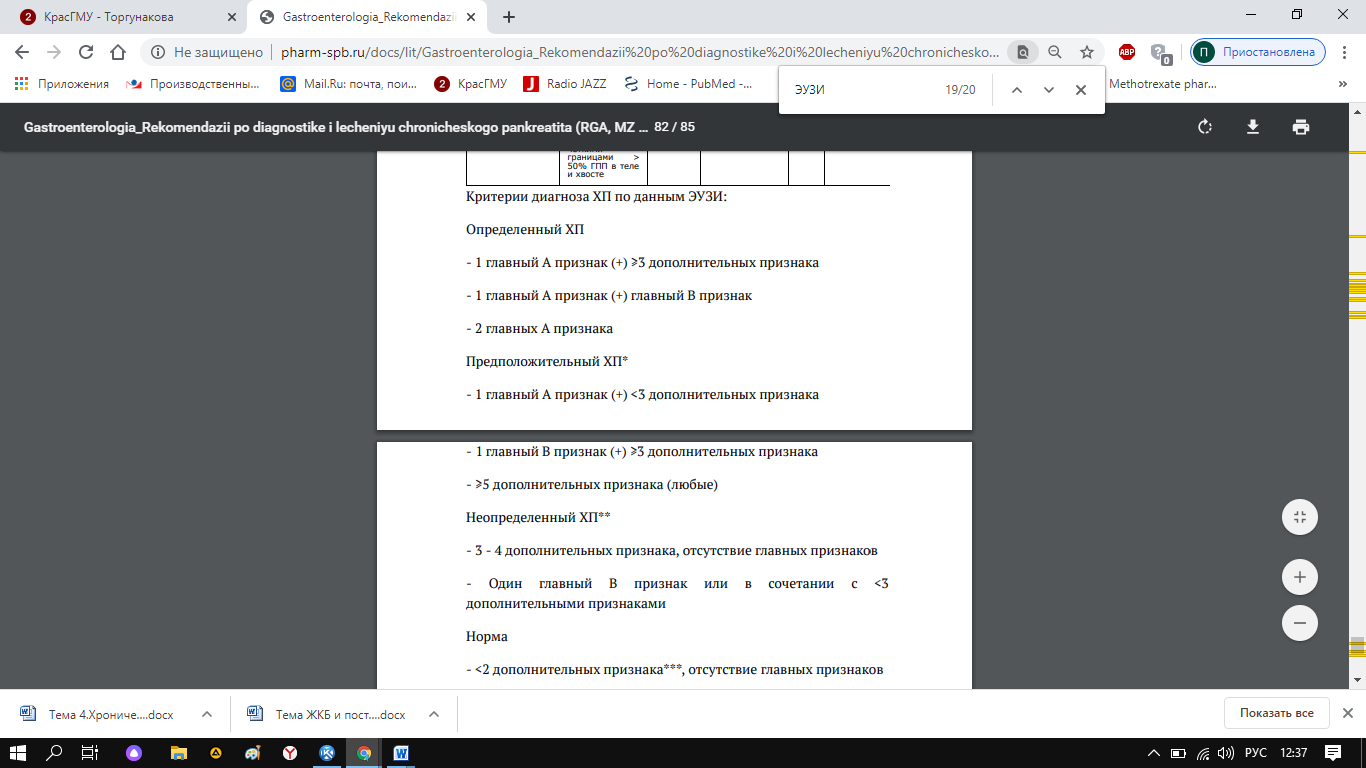 КрасГМУ - Торгунакова
Gastroenterologia_Rekomendazii
Не защищено
pharm-spb.ru/docs/lit/Gastroenterologia_Rekomendazii%20po%20diagnostike%20i%20lecheniyu%20chronichesko...
ABP
0
П Приостановлена
Приложения
Производственны...
Mail.Ru: почта, пои...
КрасГМУ
Radio JAZZ
Home - PubMed -...
Methotrexate phar...
ЭУЗИ 19/20
Gastroenterologia_Rekomendazii po diagnostike i lecheniyu chronicheskogo pankreatita (RGA, MZ ... 82 / 85
границами >
50% ГПП в теле
и хвосте
Критерии диагноза ХП по данным ЭУЗИ:
Определенный ХП
- 1 главный А признак (+) ⩾3 дополнительных признака
- 1 главный А признак (+) главный В признак
- 2 главных А признака
Предположительный ХП*
- 1 главный А признак (+) <3 дополнительных признака
- 1 главный В признак (+) ⩾3 дополнительных признака
- ⩾5 дополнительных признака (любые)
Неопределенный ХП**
- 3 - 4 дополнительных признака, отсутствие главных признаков
- Один главный В признак или в сочетании с <3
дополнительными признаками
Норма
- <2 дополнительных признака***, отсутствие главных признаков
Тема 4.Хрониче....docx
Тема ЖКБ и пост....docx
Показать все
РУС
12:37